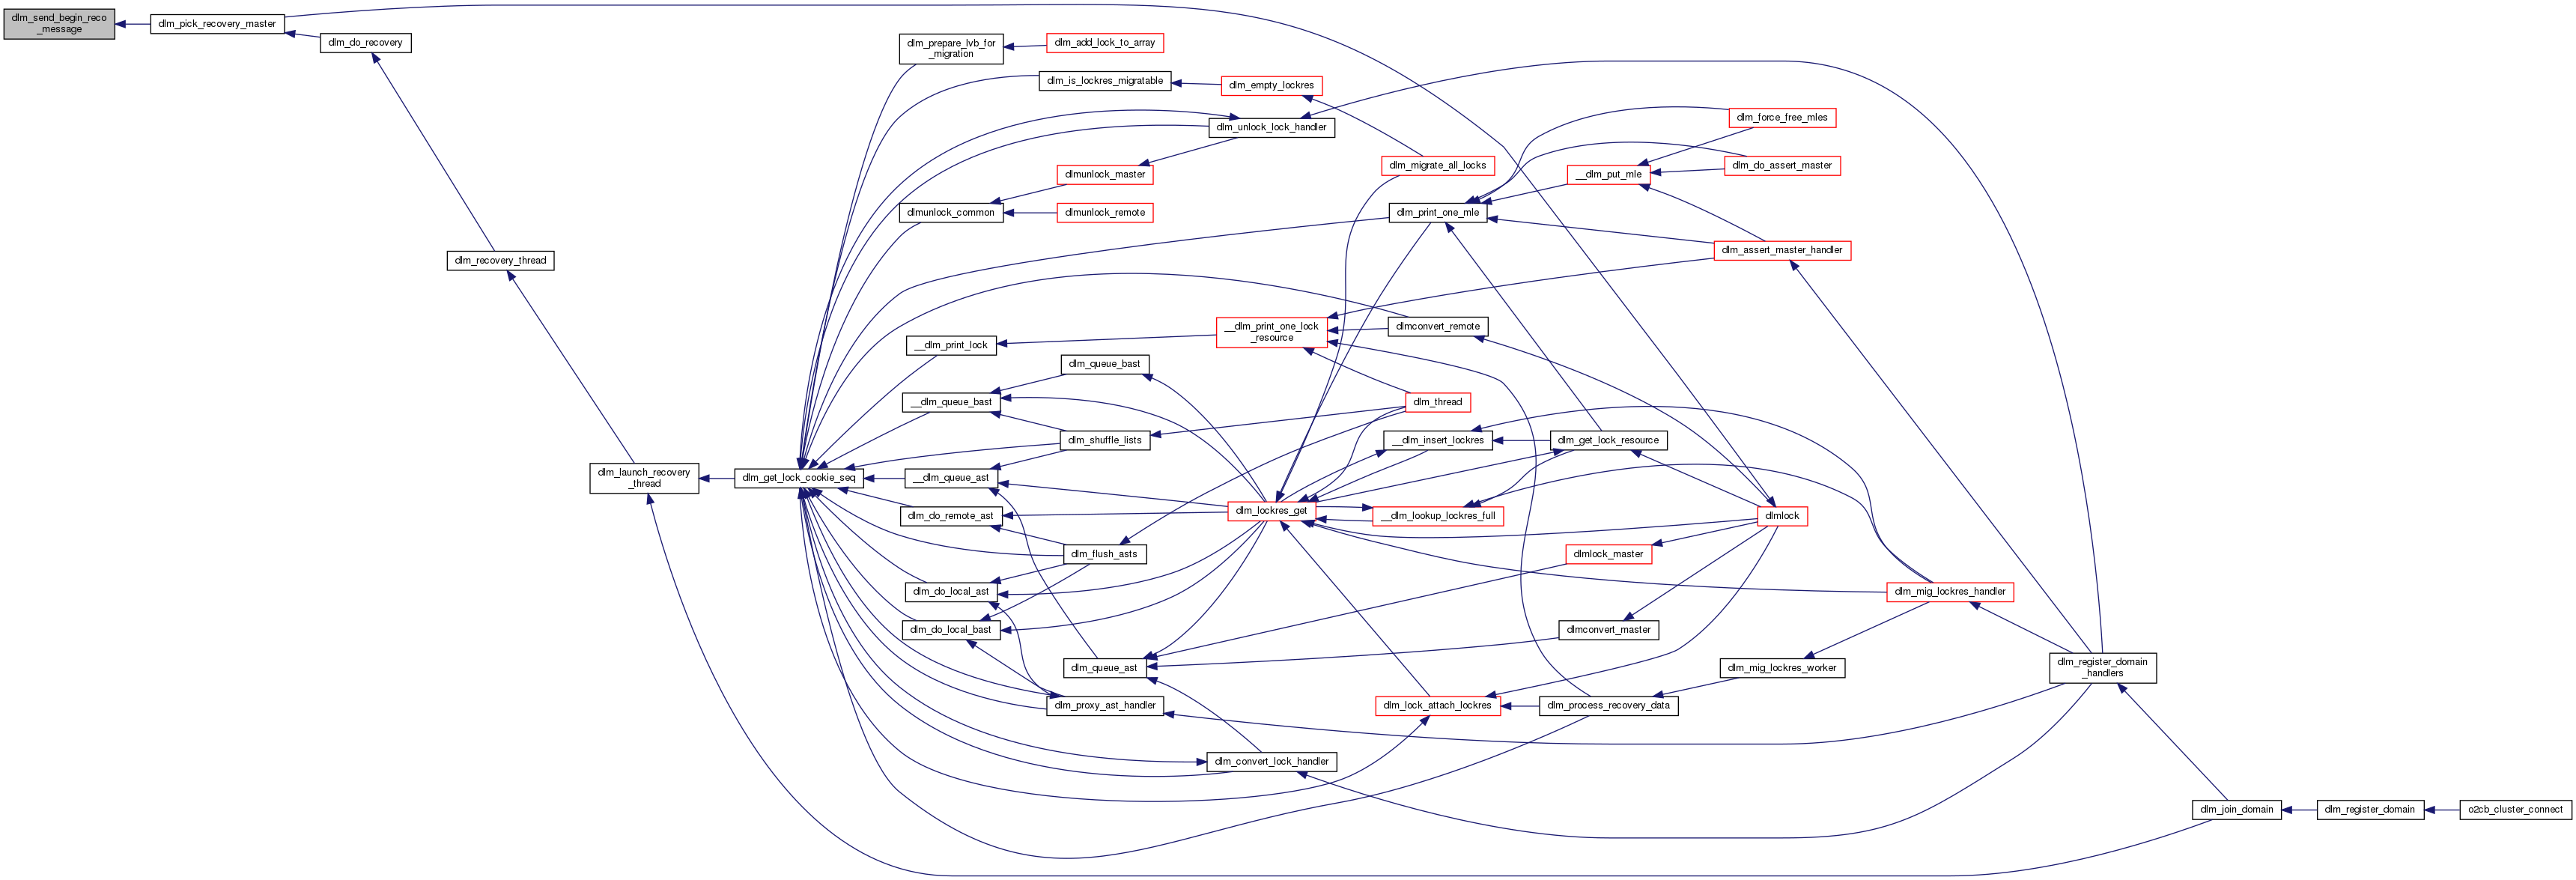 dlm_send_begin_reco
_message
dlm_pick_recovery_master
dlm_do_recovery
dlm_recovery_thread
dlm_launch_recovery
_thread
dlm_get_lock_cookie_seq
dlm_prepare_lvb_for
_migration
dlm_add_lock_to_array
dlm_is_lockres_migratable
dlm_empty_lockres
dlm_unlock_lock_handler
dlm_migrate_all_locks
dlmunlock_master
dlmunlock_common
dlmunlock_remote
dlm_print_one_mle
dlm_force_free_mles
dlm_do_assert_master
__dlm_put_mle
dlm_assert_master_handler
__dlm_print_one_lock
_resource
dlmconvert_remote
__dlm_print_lock
dlm_queue_bast
__dlm_queue_bast
dlm_thread
dlm_shuffle_lists
__dlm_insert_lockres
dlm_get_lock_resource
__dlm_queue_ast
dlm_do_remote_ast
dlm_lockres_get
__dlm_lookup_lockres_full
dlmlock
dlm_flush_asts
dlmlock_master
dlm_do_local_ast
dlm_mig_lockres_handler
dlm_do_local_bast
dlmconvert_master
dlm_queue_ast
dlm_mig_lockres_worker
dlm_register_domain
_handlers
dlm_proxy_ast_handler
dlm_lock_attach_lockres
dlm_process_recovery_data
dlm_convert_lock_handler
dlm_join_domain
dlm_register_domain
o2cb_cluster_connect